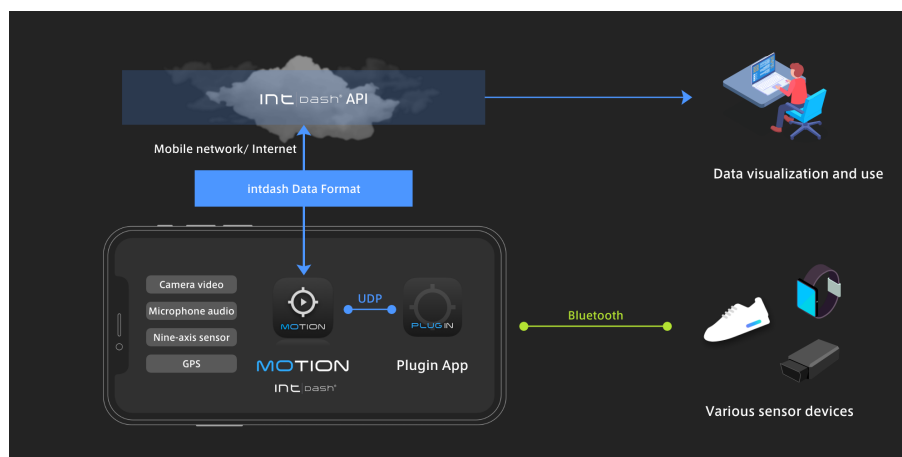 intdash API
Mobile network/ Internet
intdash Data Format
Data visualization and use
Camera video
Microphone audio
Nine-axis sensor
GPS
MOTION
UDP
PLUGIN
MOTION
intdash
Plugin App
Bluetooth
Various sensor devices